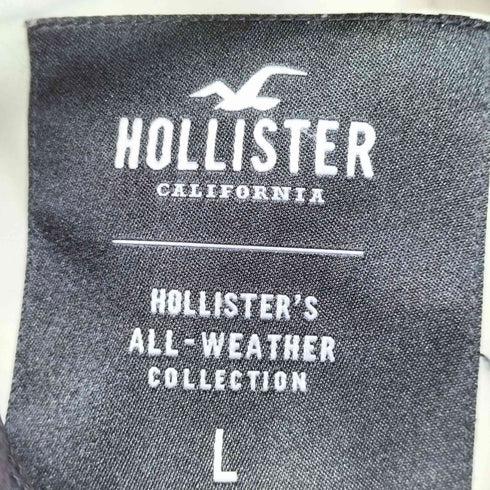 HOLLISTER
CALIFORNIA
HOLLISTER'S
ALL-WEATHER
COLLECTION
L